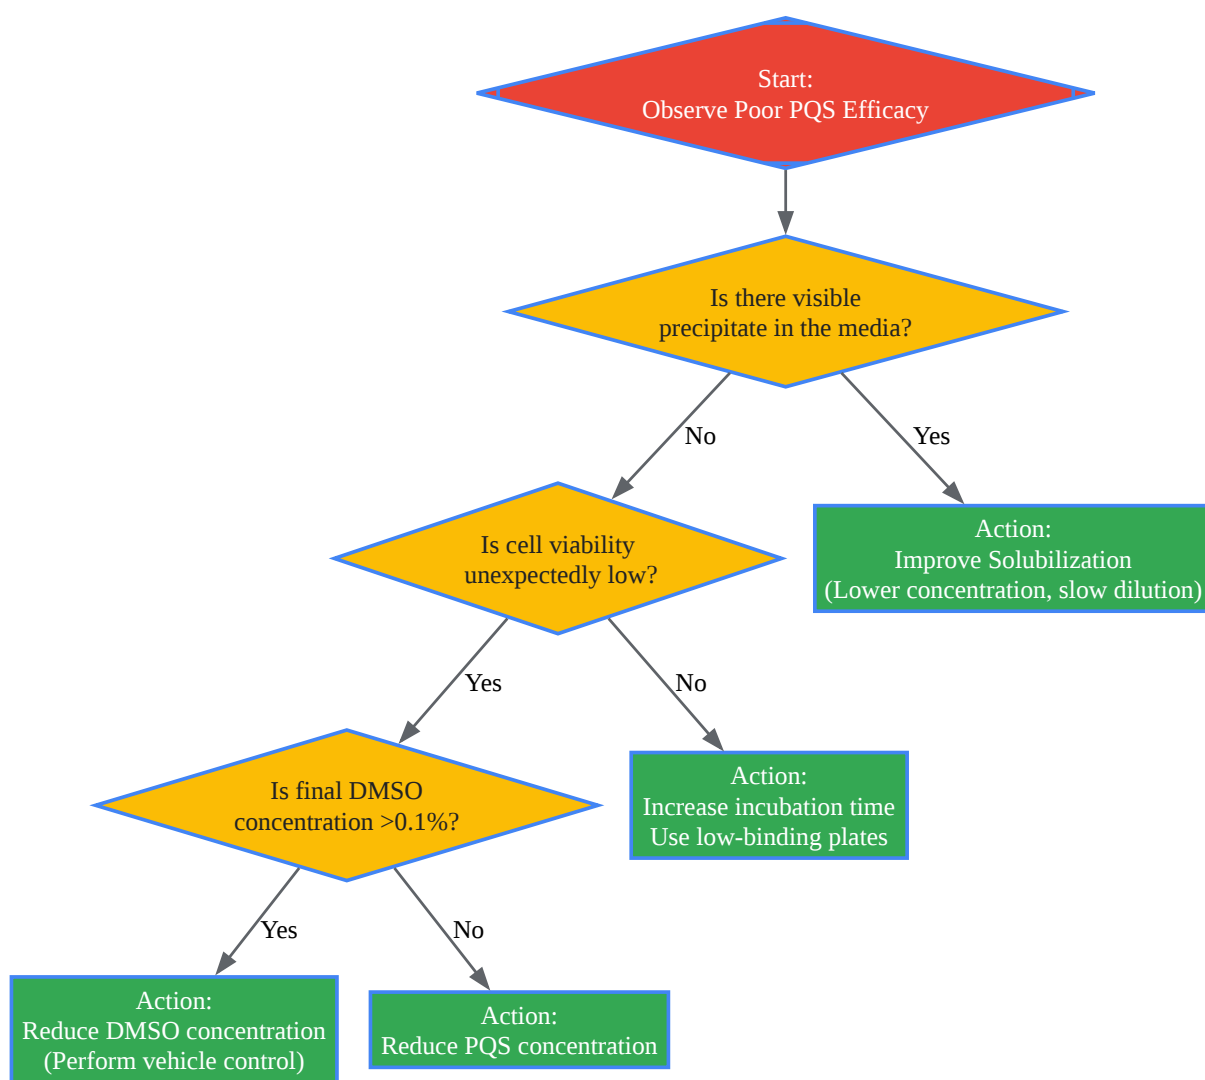 Start:
Observe Poor PQS Efficacy
Is there visible
precipitate in the media?
No
Yes
Is cell viability
unexpectedly low?
Action:
Improve Solubilization
(Lower concentration, slow dilution)
Yes
No
Is final DMSO
concentration >0.1%?
Action:
Increase incubation time
Use low-binding plates
Yes
No
Action:
Reduce DMSO concentration
(Perform vehicle control)
Action:
Reduce PQS concentration